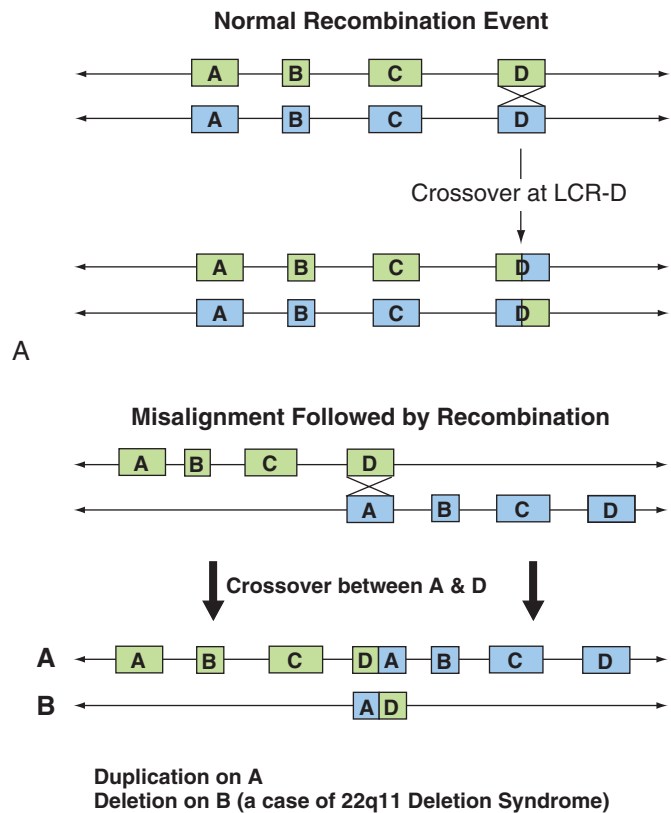 Normal Recombination Event
A B C D
A B C D
Crossover at LCR-D
A B C D
A B C D
A
Misalignment Followed by Recombination
A B C D
A B C D
Crossover between A & D
A A B C D A B C D
B A D
Duplication on A
Deletion on B (a case of 22q11 Deletion Syndrome)